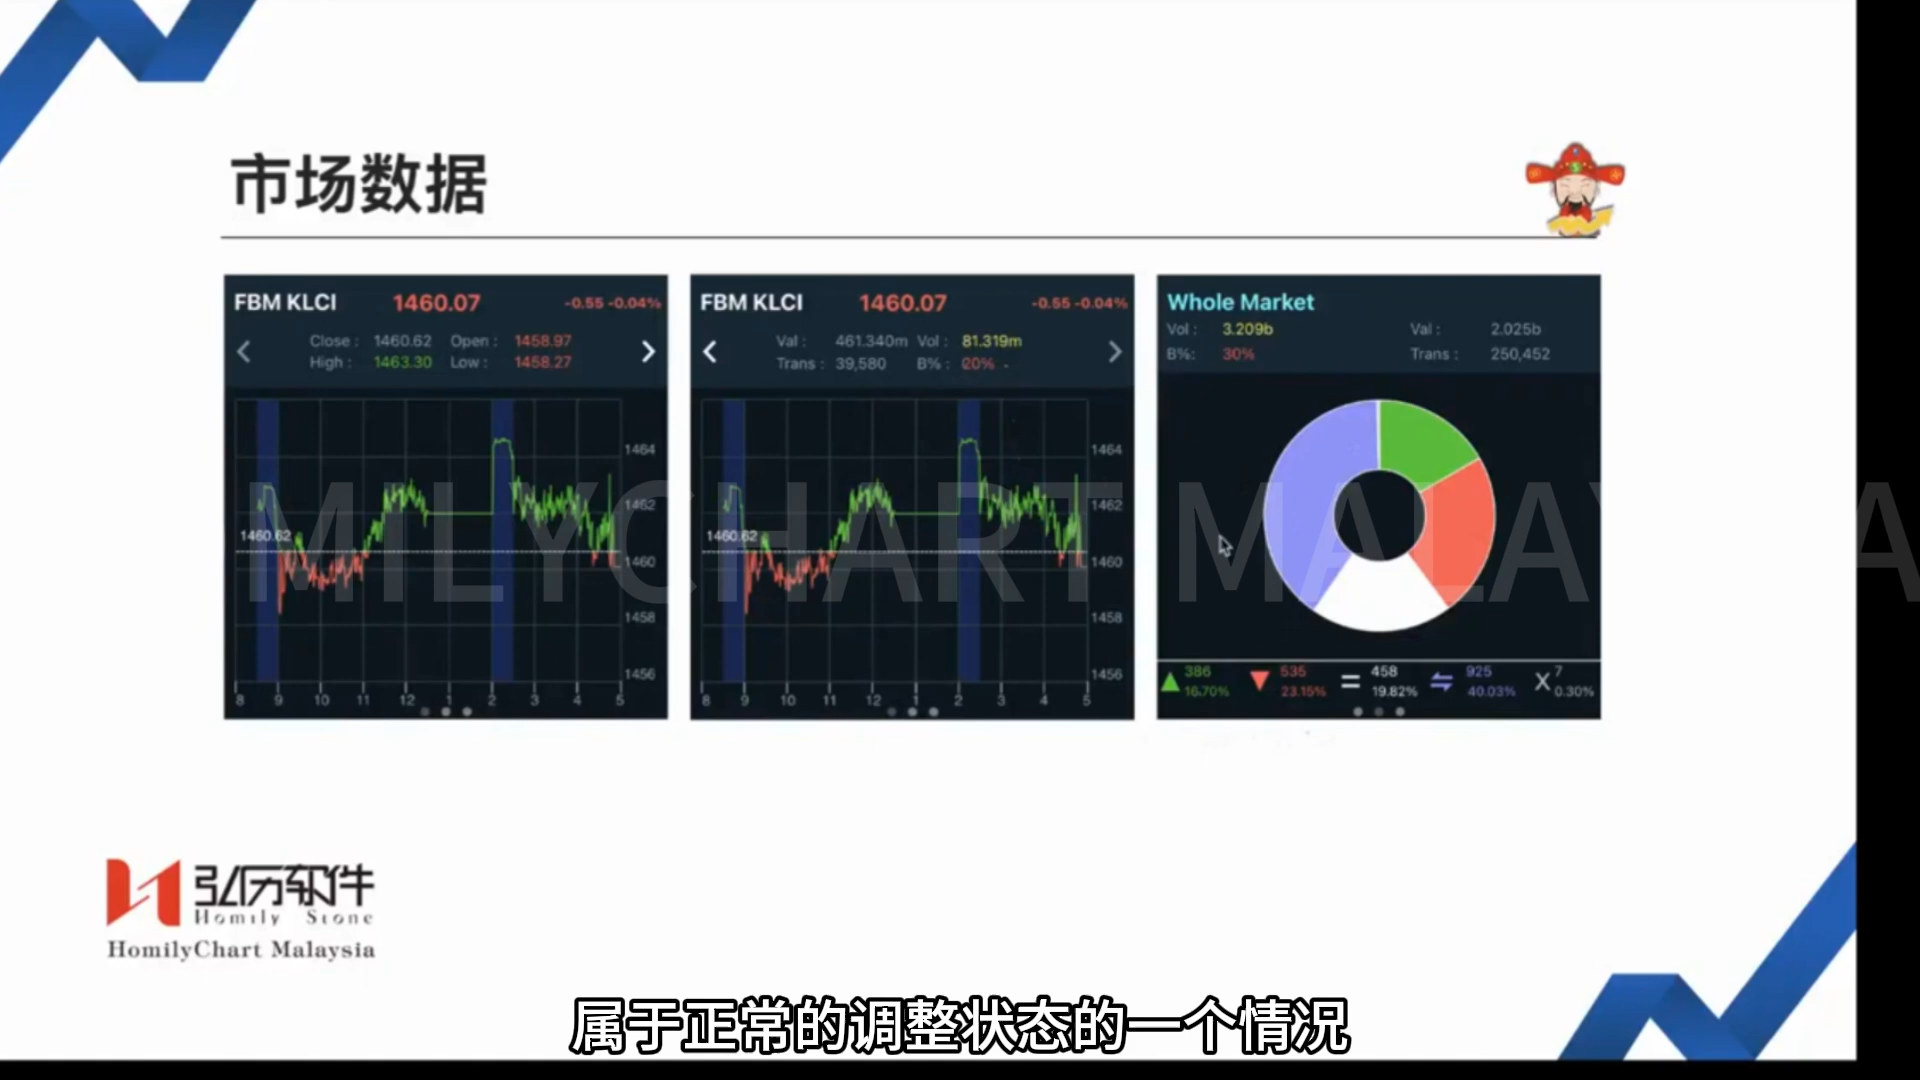 市场数据
FBM KLCI 1460.07 -0.55 -0.04%
Close : 1460.62 Open : 1458.97
High : 1463.30 Low : 1458.27
1464
1462
1460.62
1460
1458
1456
8 9 10 11 12 1 2 3 4 5
FBM KLCI 1460.07 -0.55 -0.04%
Val : 461.340m Vol : 81.319m
Trans : 39,580 B% : 20%
1464
1462
1460.62
1460
1458
1456
8 9 10 11 12 1 2 3 4 5
Whole Market
Vol : 3.209b Val : 2.025b
B%: 30% Trans : 250,452
386 535 458 925 X 7
16.70% 23.15% 19.82% 40.03% 0.30%
MILYCHART MALAYA
弘历软件
Homily Stone
HomilyChart Malaysia
属于正常的调整状态的一个情况